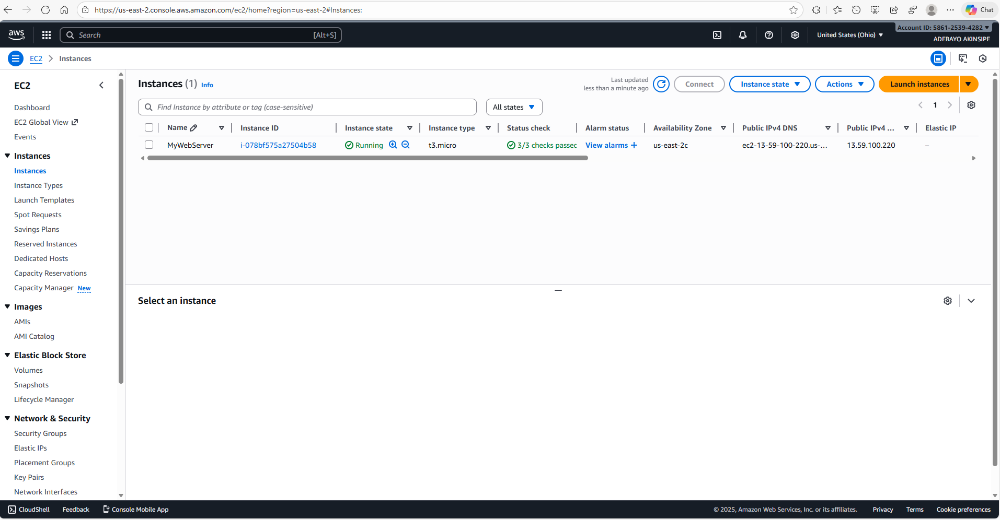 https://us-east-2.console.aws.amazon.com/ec2/home?region=us-east-2#Instances:
Chat
aws
Search [Alt+S]
United States (Ohio)
Account ID: 5861-2539-4282
ADEBAYO AKINSIPE
EC2 Instances
EC2
Dashboard
EC2 Global View
Events
Instances
Instances
Instance Types
Launch Templates
Spot Requests
Savings Plans
Reserved Instances
Dedicated Hosts
Capacity Reservations
Capacity Manager New
Images
AMIs
AMI Catalog
Elastic Block Store
Volumes
Snapshots
Lifecycle Manager
Network & Security
Security Groups
Elastic IPs
Placement Groups
Key Pairs
Network Interfaces
Instances (1) Info
Last updated
less than a minute ago
Connect
Instance state
Actions
Launch instances
Find Instance by attribute or tag (case-sensitive)
All states
1
Name Instance ID Instance state Instance type Status check Alarm status Availability Zone Public IPv4 DNS Public IPv4 ... Elastic IP
MyWebServer i-078bf575a27504b58 Running t3.micro 3/3 checks passec View alarms + us-east-2c ec2-13-59-100-220.us-... 13.59.100.220 –
Select an instance
CloudShell Feedback Console Mobile App © 2025, Amazon Web Services, Inc. or its affiliates. Privacy Terms Cookie preferences